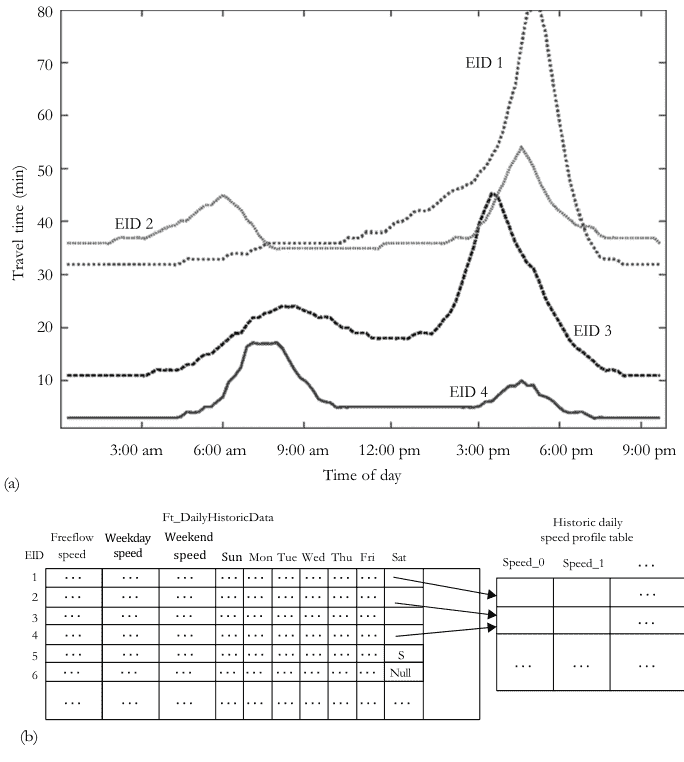 80
70
60
50
40
30
20
10
Travel time (min)
EID 1
EID 2
EID 3
EID 4
3:00 am 6:00 am 9:00 am 12:00 pm 3:00 pm 6:00 pm 9:00 pm
Time of day
(a)
Ft_DailyHistoricData
EID Freeflow speed Weekday speed Weekend speed Sun Mon Tue Wed Thu Fri Sat
1 ... ... ... ... ... ... ... ... ...
2 ... ... ... ... ... ... ... ... ...
3 ... ... ... ... ... ... ... ... ...
4 ... ... ... ... ... ... ... ... ...
5 ... ... ... ... ... ... ... ... ... S
6 ... ... ... ... ... ... ... ... ... Null
... ... ... ... ... ... ... ... ... ...
Historic daily
speed profile table
Speed_0 Speed_1 ...
...
...
... ... ...
(b)